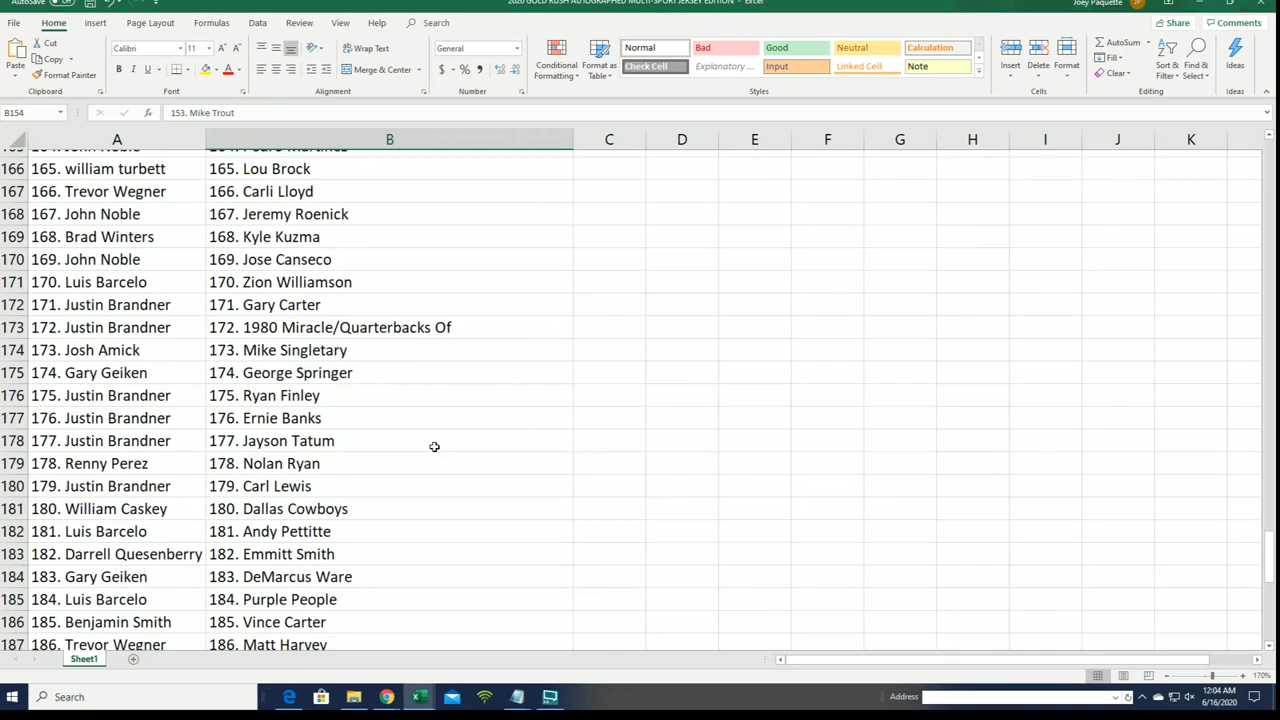 AutoSave
2020 GOLD RUSH AUTOGRAPHED MULTI-SPORT JERSEY EDITION - Excel
Joey Paquette
JP
File Home Insert Page Layout Formulas Data Review View Help Search Share Comments
Cut
Copy
Format Painter
Paste
Calibri 11
B I U A A A
Wrap Text
Merge & Center
General
$ % ,
Conditional Formatting
Format as Table
Normal Bad Good Neutral Calculation
Check Cell Explanatory ... Input Linked Cell Note
Insert Delete Format
AutoSum
Fill
Clear
Sort & Filter
Find & Select
Ideas
Clipboard Font Alignment Number Styles Cells Editing Ideas
B154 fx 153. Mike Trout
A B C D E F G H I J K
166 165. william turbett 165. Lou Brock
167 166. Trevor Wegner 166. Carli Lloyd
168 167. John Noble 167. Jeremy Roenick
169 168. Brad Winters 168. Kyle Kuzma
170 169. John Noble 169. Jose Canseco
171 170. Luis Barcelo 170. Zion Williamson
172 171. Justin Brandner 171. Gary Carter
173 172. Justin Brandner 172. 1980 Miracle/Quarterbacks Of
174 173. Josh Amick 173. Mike Singletary
175 174. Gary Geiken 174. George Springer
176 175. Justin Brandner 175. Ryan Finley
177 176. Justin Brandner 176. Ernie Banks
178 177. Justin Brandner 177. Jayson Tatum
179 178. Renny Perez 178. Nolan Ryan
180 179. Justin Brandner 179. Carl Lewis
181 180. William Caskey 180. Dallas Cowboys
182 181. Luis Barcelo 181. Andy Pettitte
183 182. Darrell Quesenberry 182. Emmitt Smith
184 183. Gary Geiken 183. DeMarcus Ware
185 184. Luis Barcelo 184. Purple People
186 185. Benjamin Smith 185. Vince Carter
187 186. Trevor Wegner 186. Matt Harvey
Sheet1
170%
Search
Address
12:04 AM
6/16/2020